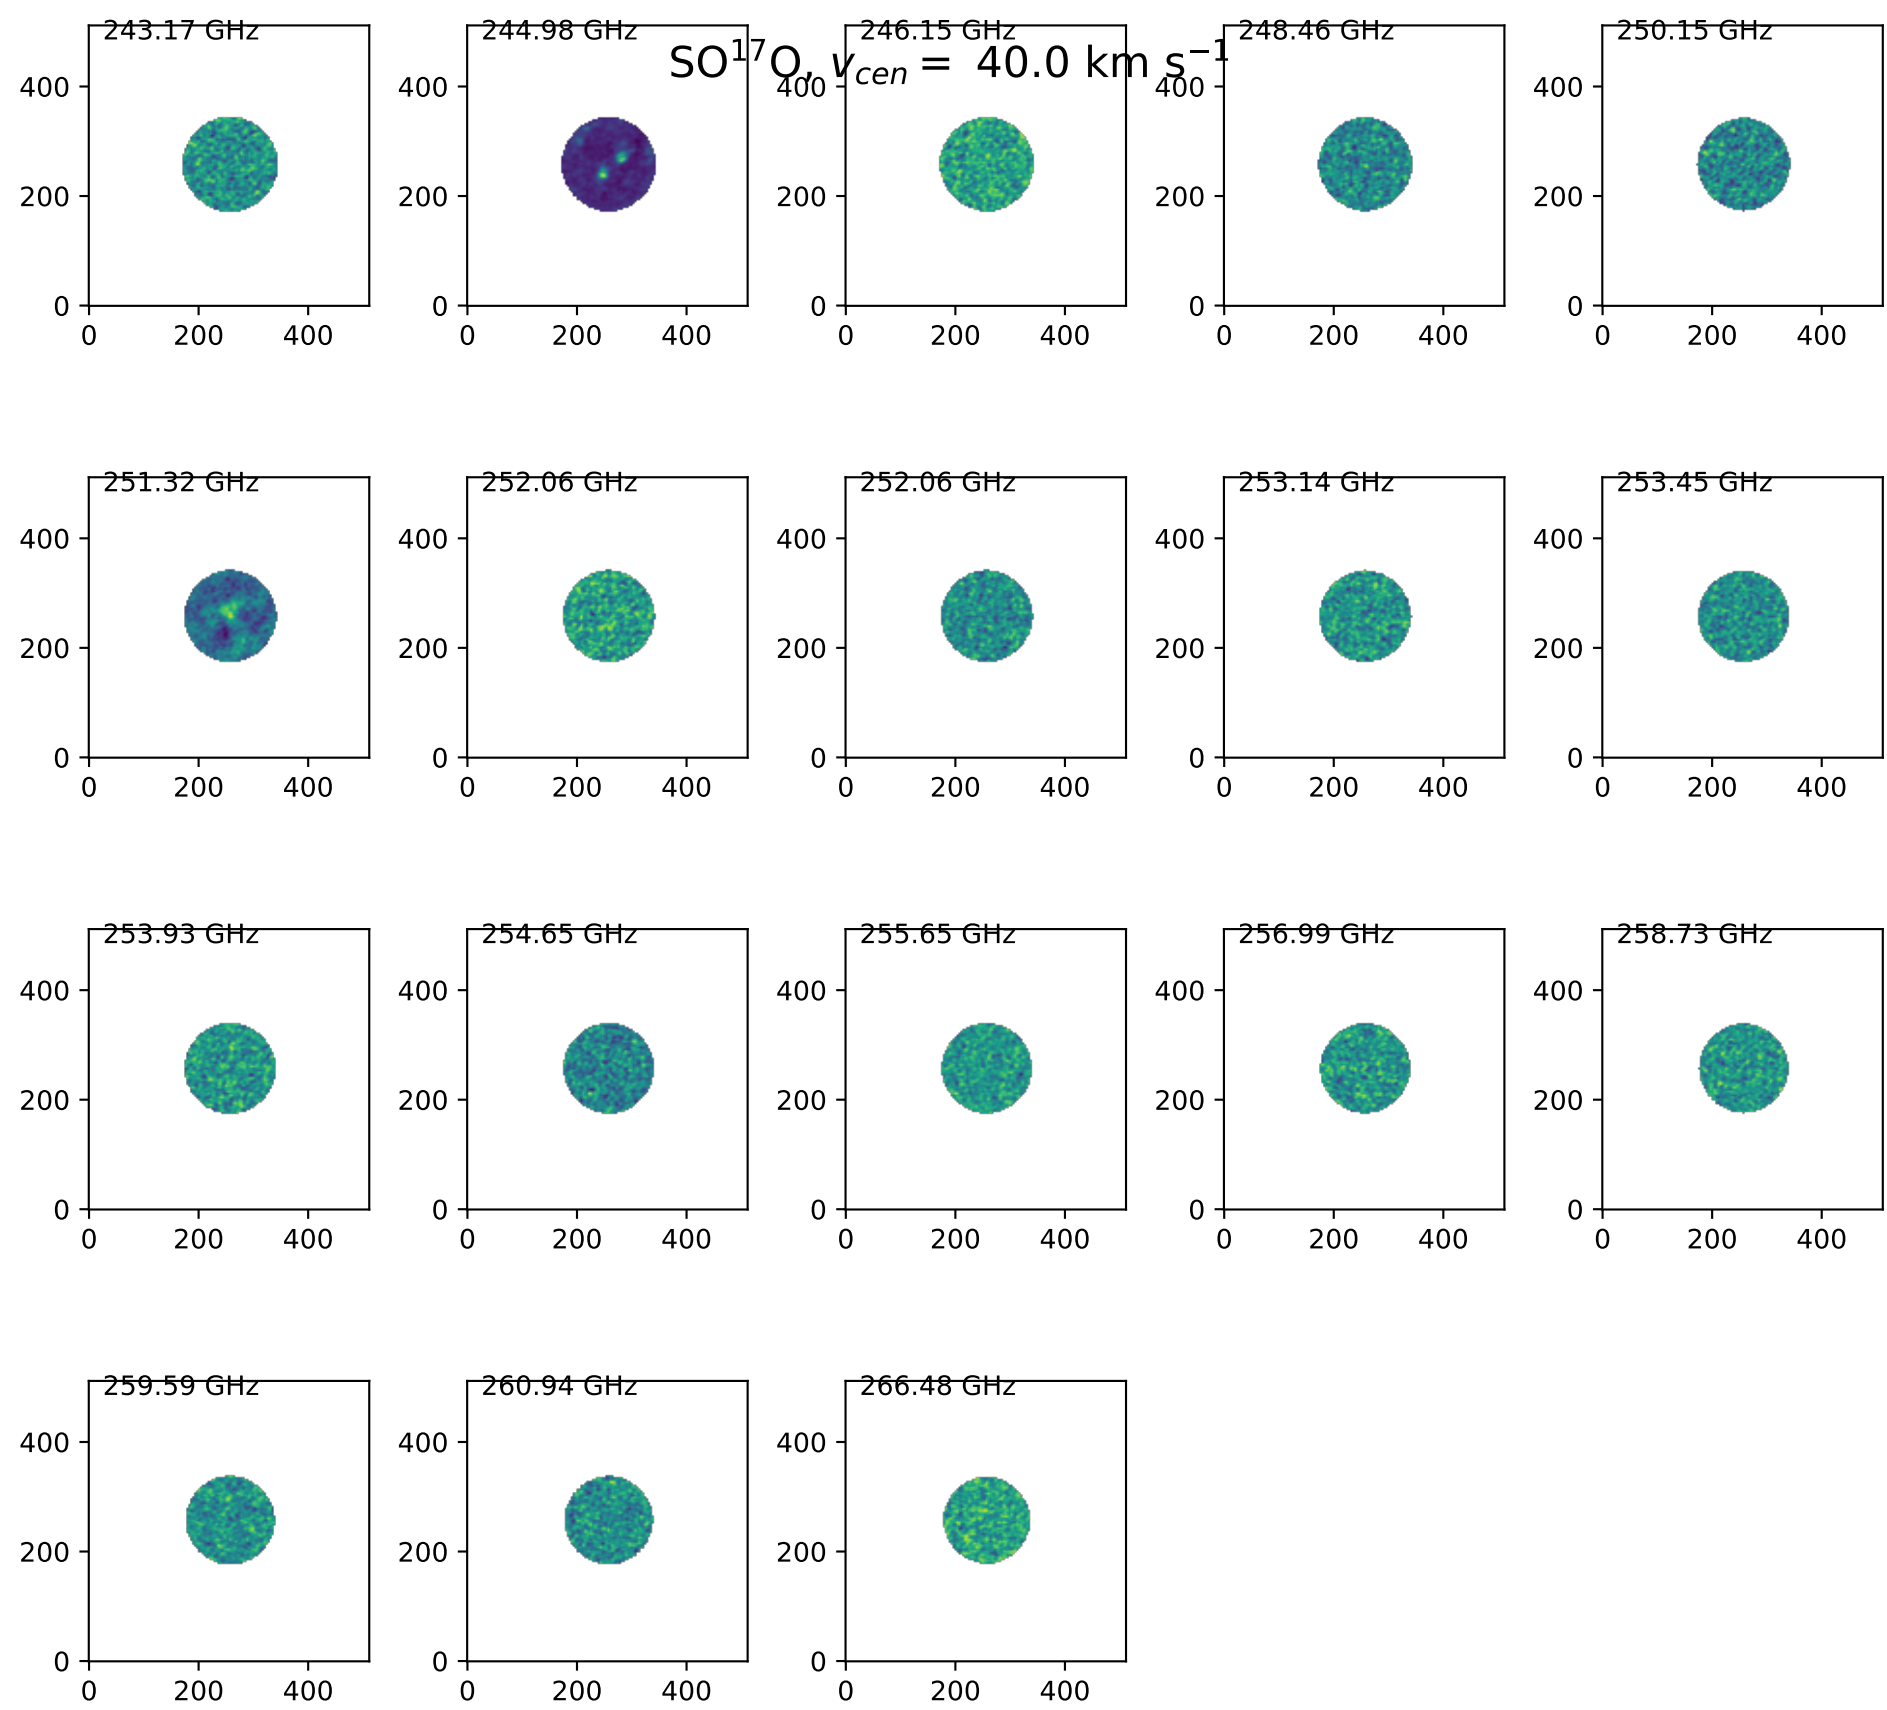 243.17 GHz 244.98 GHz 246.15 GHz 248.46 GHz 250.15 GHz
SO¹⁷O, v_cen = 40.0 km s⁻¹
400 400 400 400 400
200 200 200 200 200
0 0 0 0 0
0 200 400 0 200 400 0 200 400 0 200 400 0 200 400
251.32 GHz 252.06 GHz 252.06 GHz 253.14 GHz 253.45 GHz
400 400 400 400 400
200 200 200 200 200
0 0 0 0 0
0 200 400 0 200 400 0 200 400 0 200 400 0 200 400
253.93 GHz 254.65 GHz 255.65 GHz 256.99 GHz 258.73 GHz
400 400 400 400 400
200 200 200 200 200
0 0 0 0 0
0 200 400 0 200 400 0 200 400 0 200 400 0 200 400
259.59 GHz 260.94 GHz 266.48 GHz
400 400 400
200 200 200
0 0 0
0 200 400 0 200 400 0 200 400